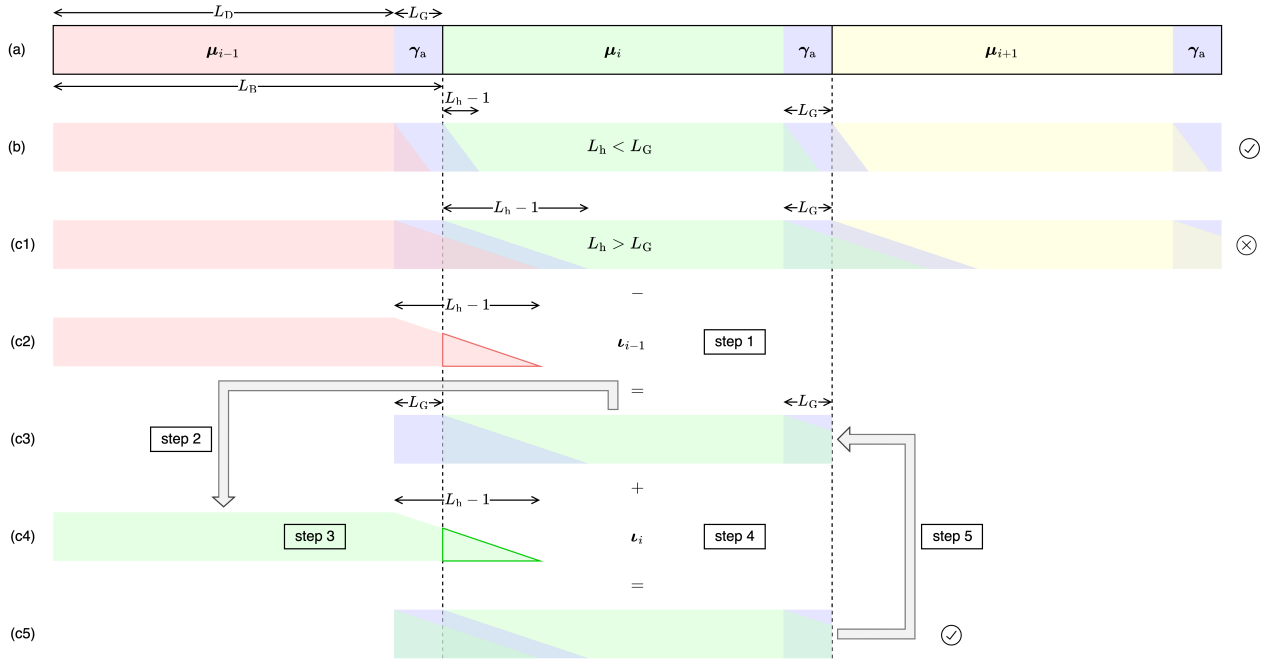 L_D L_G
(a) μ_{i−1} γ_a μ_i γ_a μ_{i+1} γ_a
L_B
L_h − 1 L_G
(b) L_h < L_G
L_h − 1 L_G
(c1) L_h > L_G
−
L_h − 1
(c2) ι_{i−1} step 1
=
L_G L_G
(c3) step 2
+
L_h − 1
(c4) step 3 ι_i step 4 step 5
=
(c5)